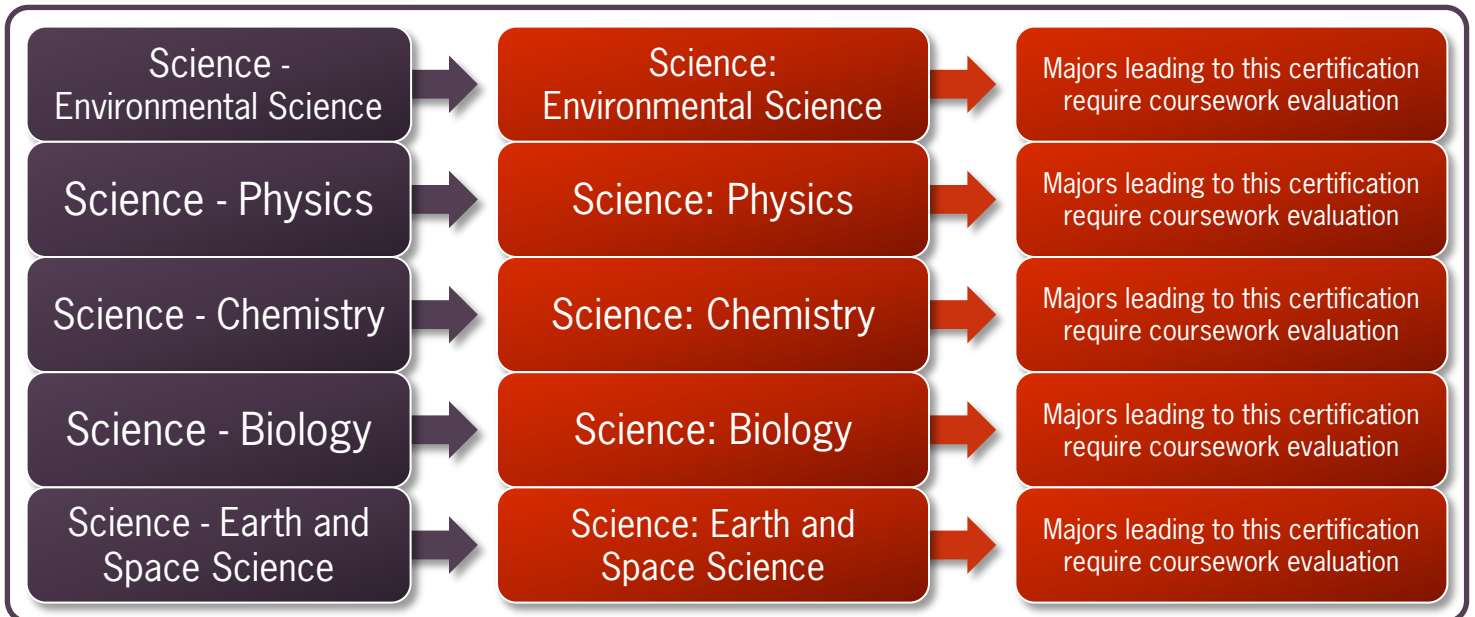 Science -
Environmental Science
Science:
Environmental Science
Majors leading to this certification
require coursework evaluation
Science - Physics
Science: Physics
Majors leading to this certification
require coursework evaluation
Science - Chemistry
Science: Chemistry
Majors leading to this certification
require coursework evaluation
Science - Biology
Science: Biology
Majors leading to this certification
require coursework evaluation
Science - Earth and
Space Science
Science: Earth and
Space Science
Majors leading to this certification
require coursework evaluation